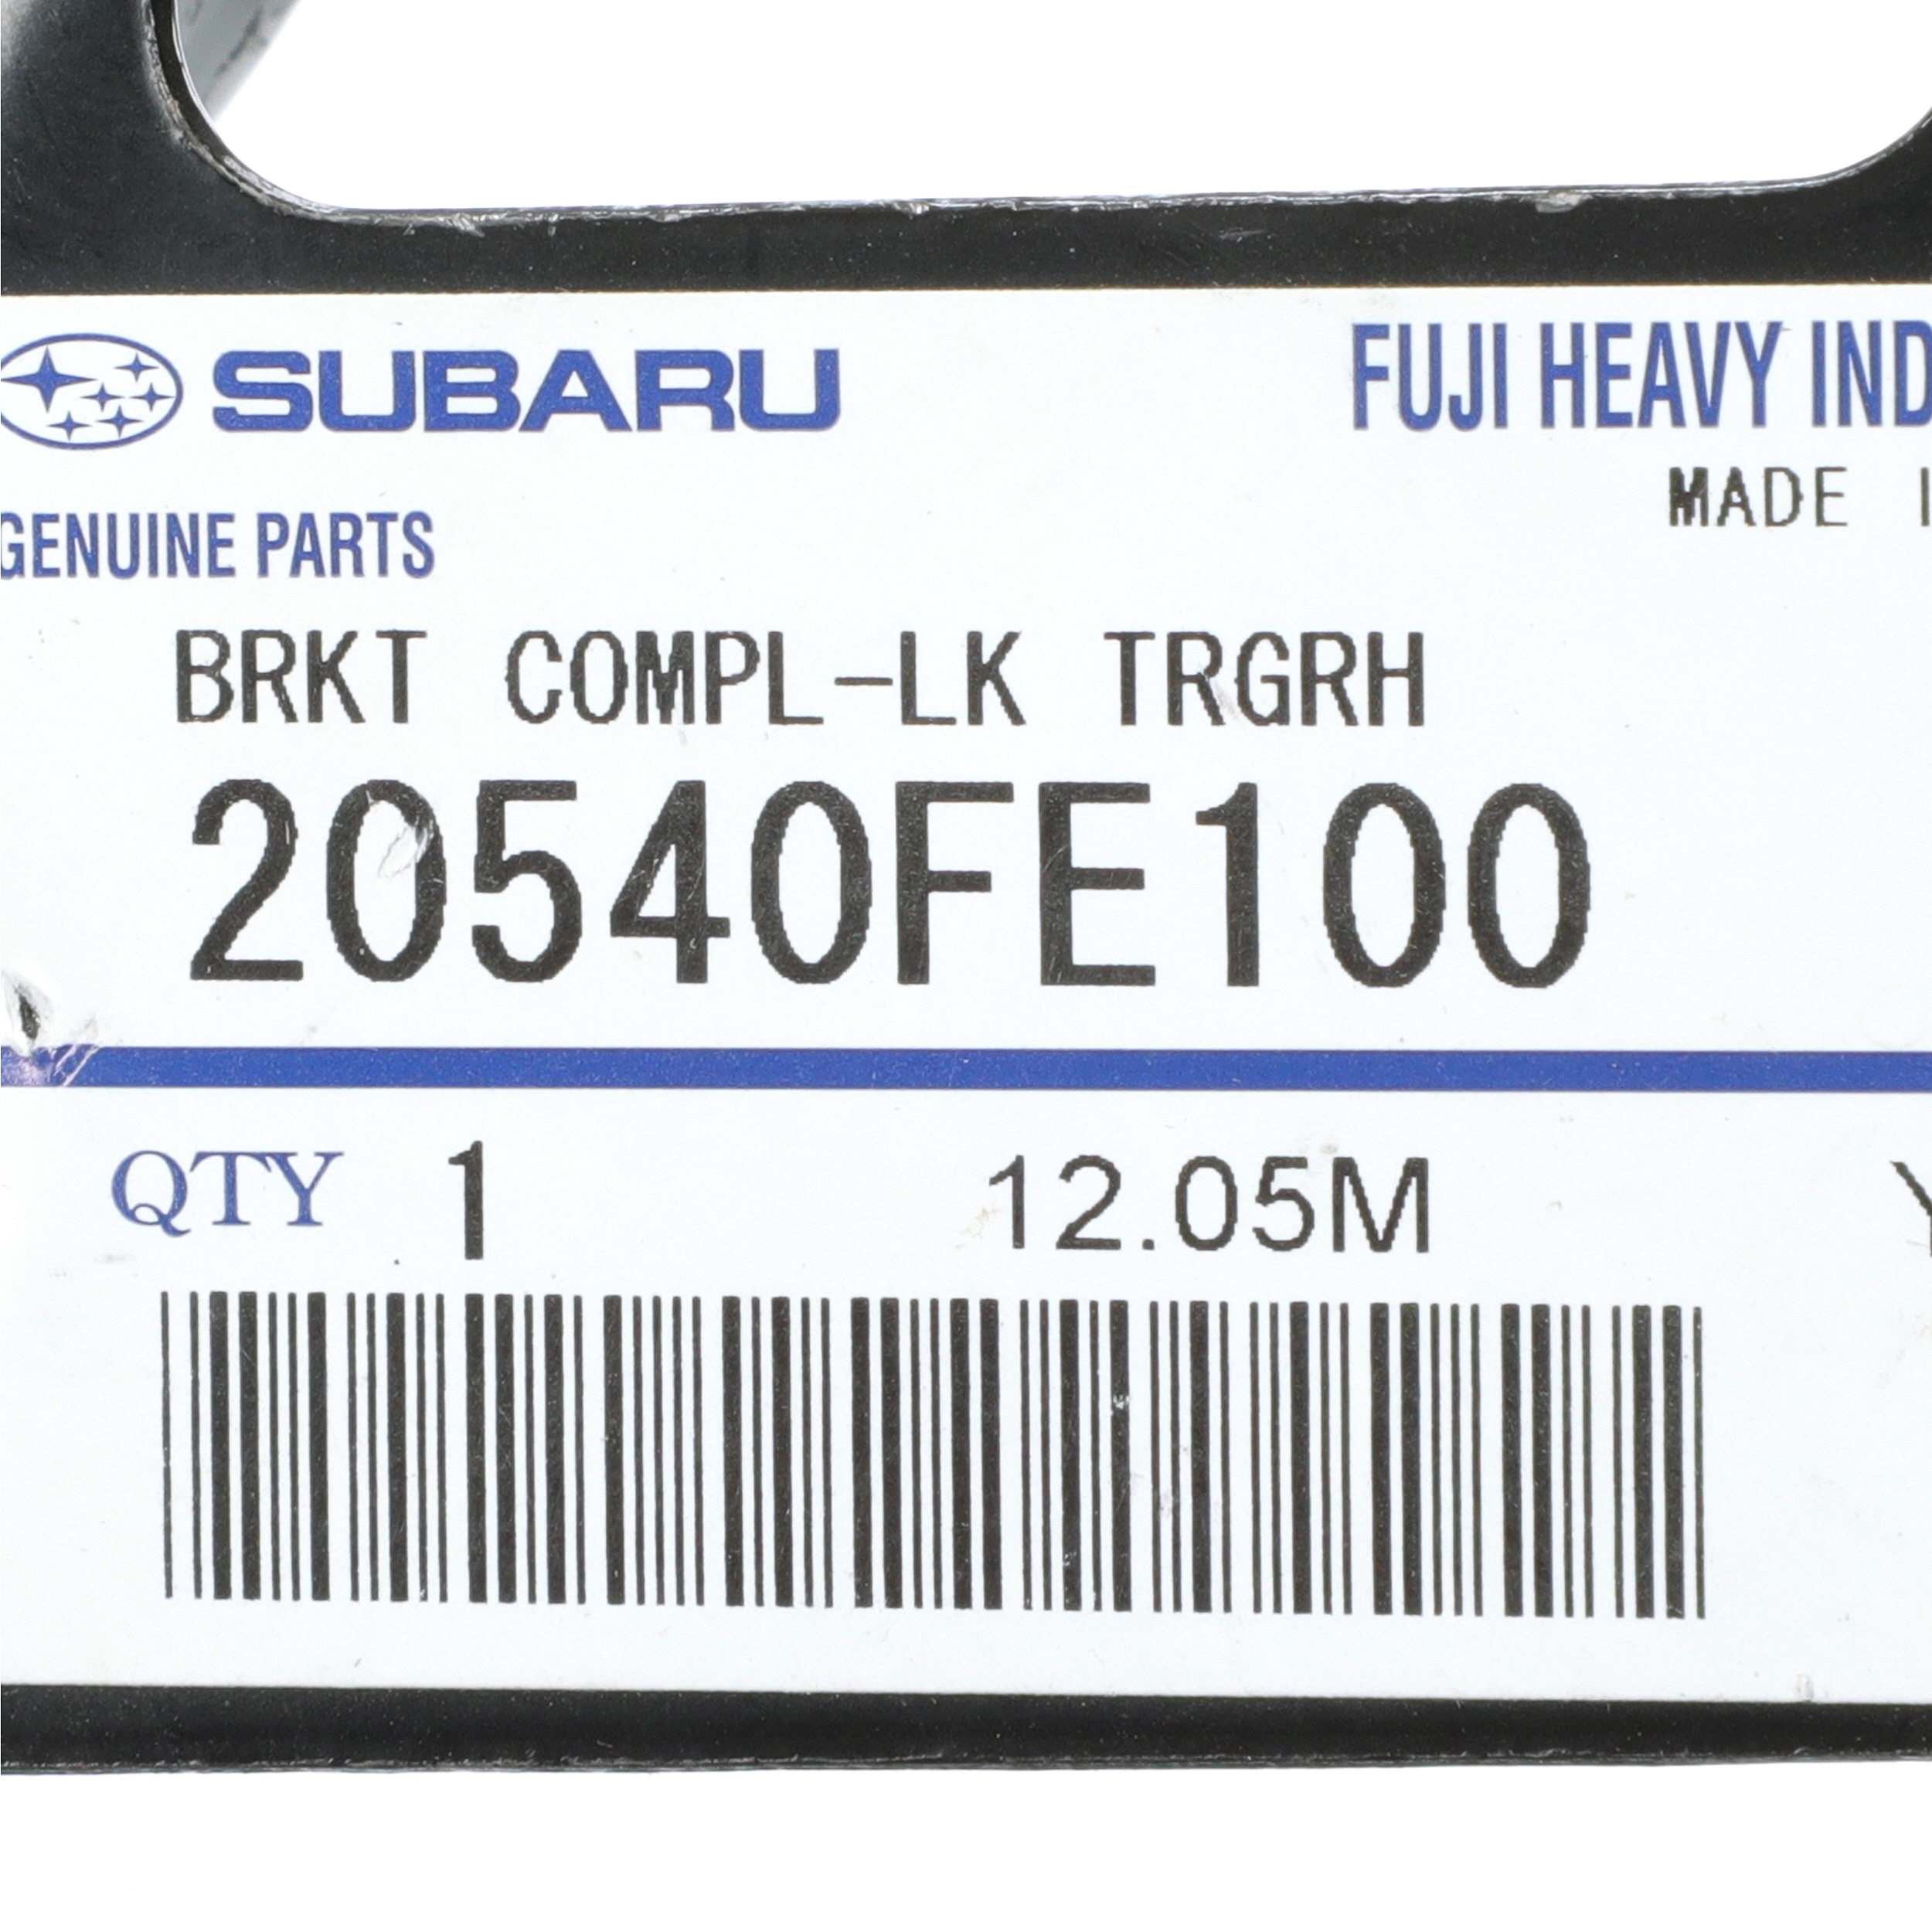 SUBARU FUJI HEAVY IND
MADE I
GENUINE PARTS
BRKT COMPL-LK TRGRH
20540FE100
QTY 1 12.05M Y